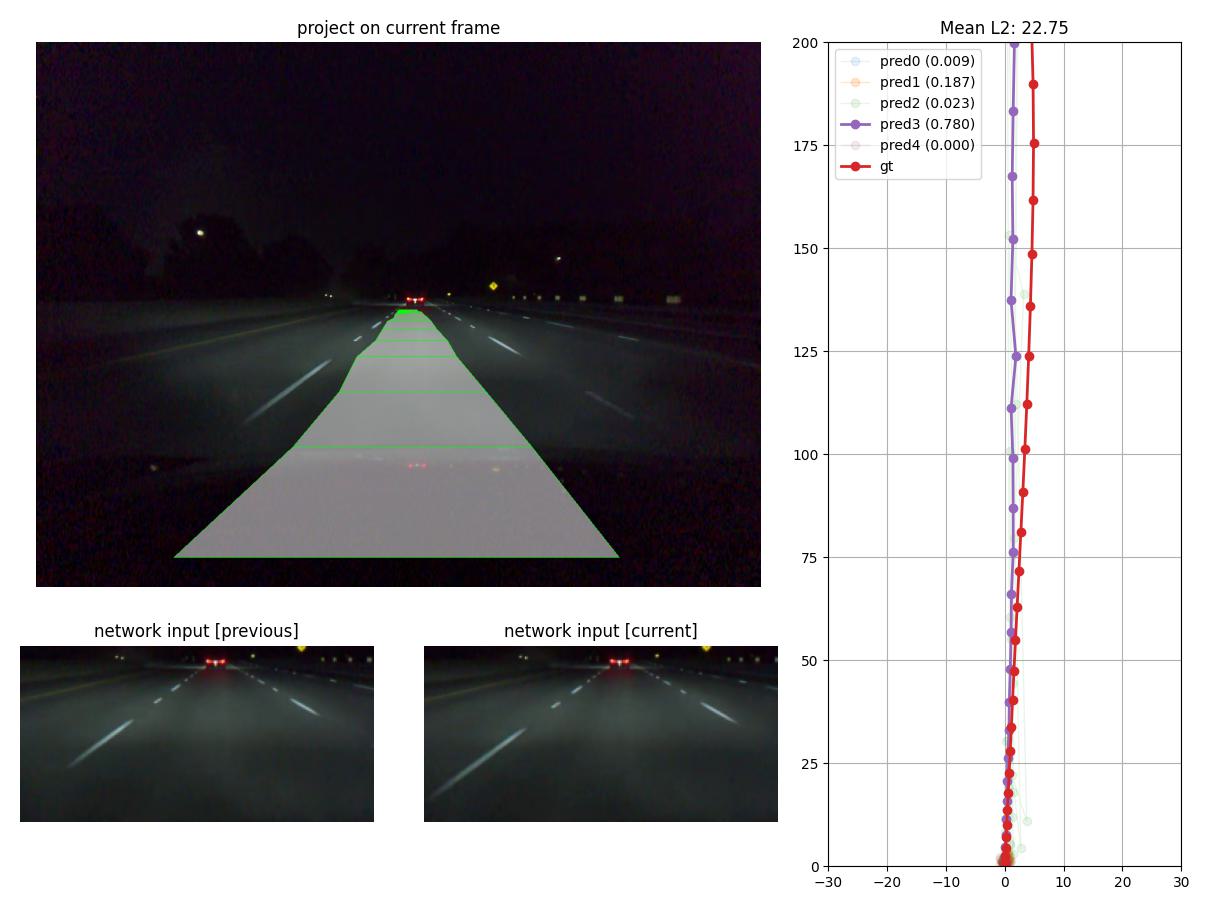 project on current frame
Mean L2: 22.75
200
175
150
125
100
75
50
25
0
−30
−20
−10
0
10
20
30
pred0 (0.009)
pred1 (0.187)
pred2 (0.023)
pred3 (0.780)
pred4 (0.000)
gt
network input [previous]
network input [current]